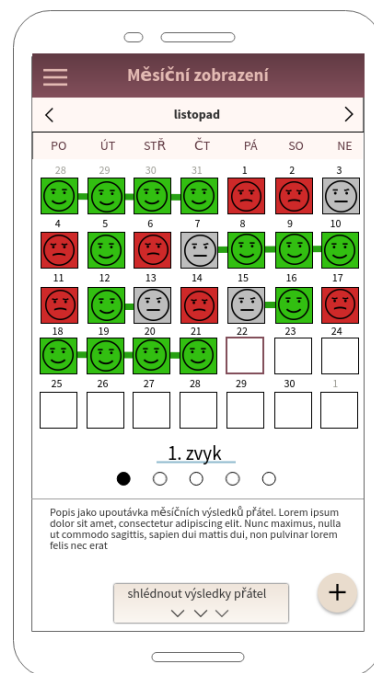 Měsíční zobrazení
listopad
PO ÚT STŘ ČT PÁ SO NE
28 29 30 31 1 2 3
4 5 6 7 8 9 10
11 12 13 14 15 16 17
18 19 20 21 22 23 24
25 26 27 28 29 30 1
1. zvyk
Popis jako upoutávka měsíčních výsledků přátel. Lorem ipsum
dolor sit amet, consectetur adipiscing elit. Nunc maximus, nulla
ut commodo sagittis, sapien dui mattis dui, non pulvinar lorem
felis nec erat
shlédnout výsledky přátel